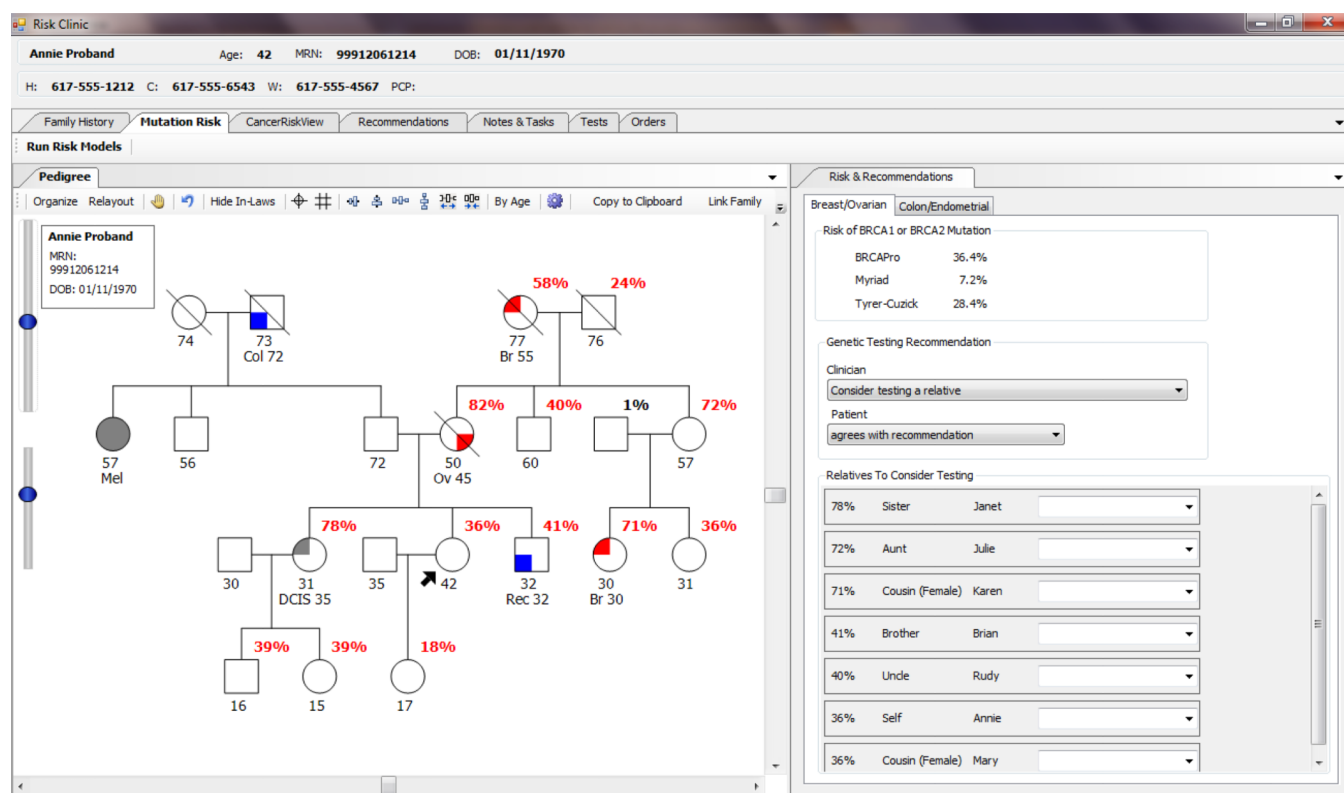 Risk Clinic
Annie Proband Age: 42 MRN: 99912061214 DOB: 01/11/1970
H: 617-555-1212 C: 617-555-6543 W: 617-555-4567 PCP:
Family History Mutation Risk CancerRiskView Recommendations Notes & Tasks Tests Orders
Run Risk Models
Pedigree
Organize Relayout Hide In-Laws By Age Copy to Clipboard Link Family
Annie Proband
MRN:
99912061214
DOB: 01/11/1970
58% 24%
74 73 77 76
Col 72 Br 55
82% 40% 1% 72%
57 56 72 50 60 57
Mel Ov 45
78% 36% 41% 71% 36%
30 31 35 42 32 30 31
DCIS 35 Rec 32 Br 30
39% 39% 18%
16 15 17
Risk & Recommendations
Breast/Ovarian Colon/Endometrial
Risk of BRCA1 or BRCA2 Mutation
BRCAPro 36.4%
Myriad 7.2%
Tyrer-Cuzick 28.4%
Genetic Testing Recommendation
Clinician
Consider testing a relative
Patient
agrees with recommendation
Relatives To Consider Testing
78% Sister Janet
72% Aunt Julie
71% Cousin (Female) Karen
41% Brother Brian
40% Uncle Rudy
36% Self Annie
36% Cousin (Female) Mary